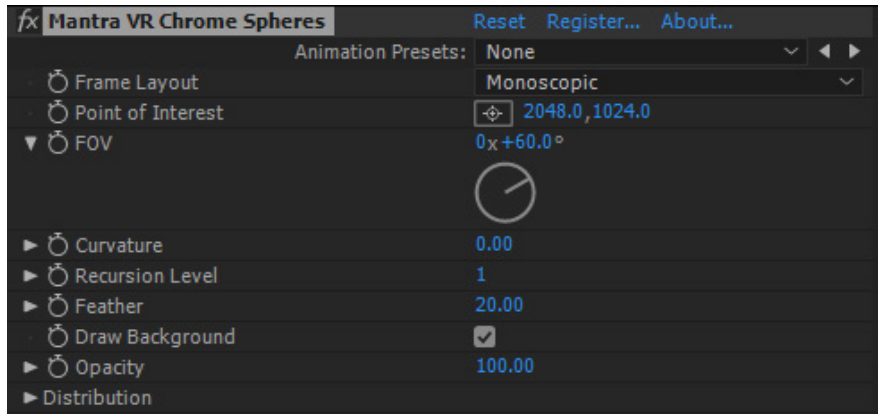 fx Mantra VR Chrome Spheres Reset Register... About...
Animation Presets: None
Frame Layout Monoscopic
Point of Interest 2048.0,1024.0
FOV 0x+60.0°
Curvature 0.00
Recursion Level 1
Feather 20.00
Draw Background
Opacity 100.00
Distribution